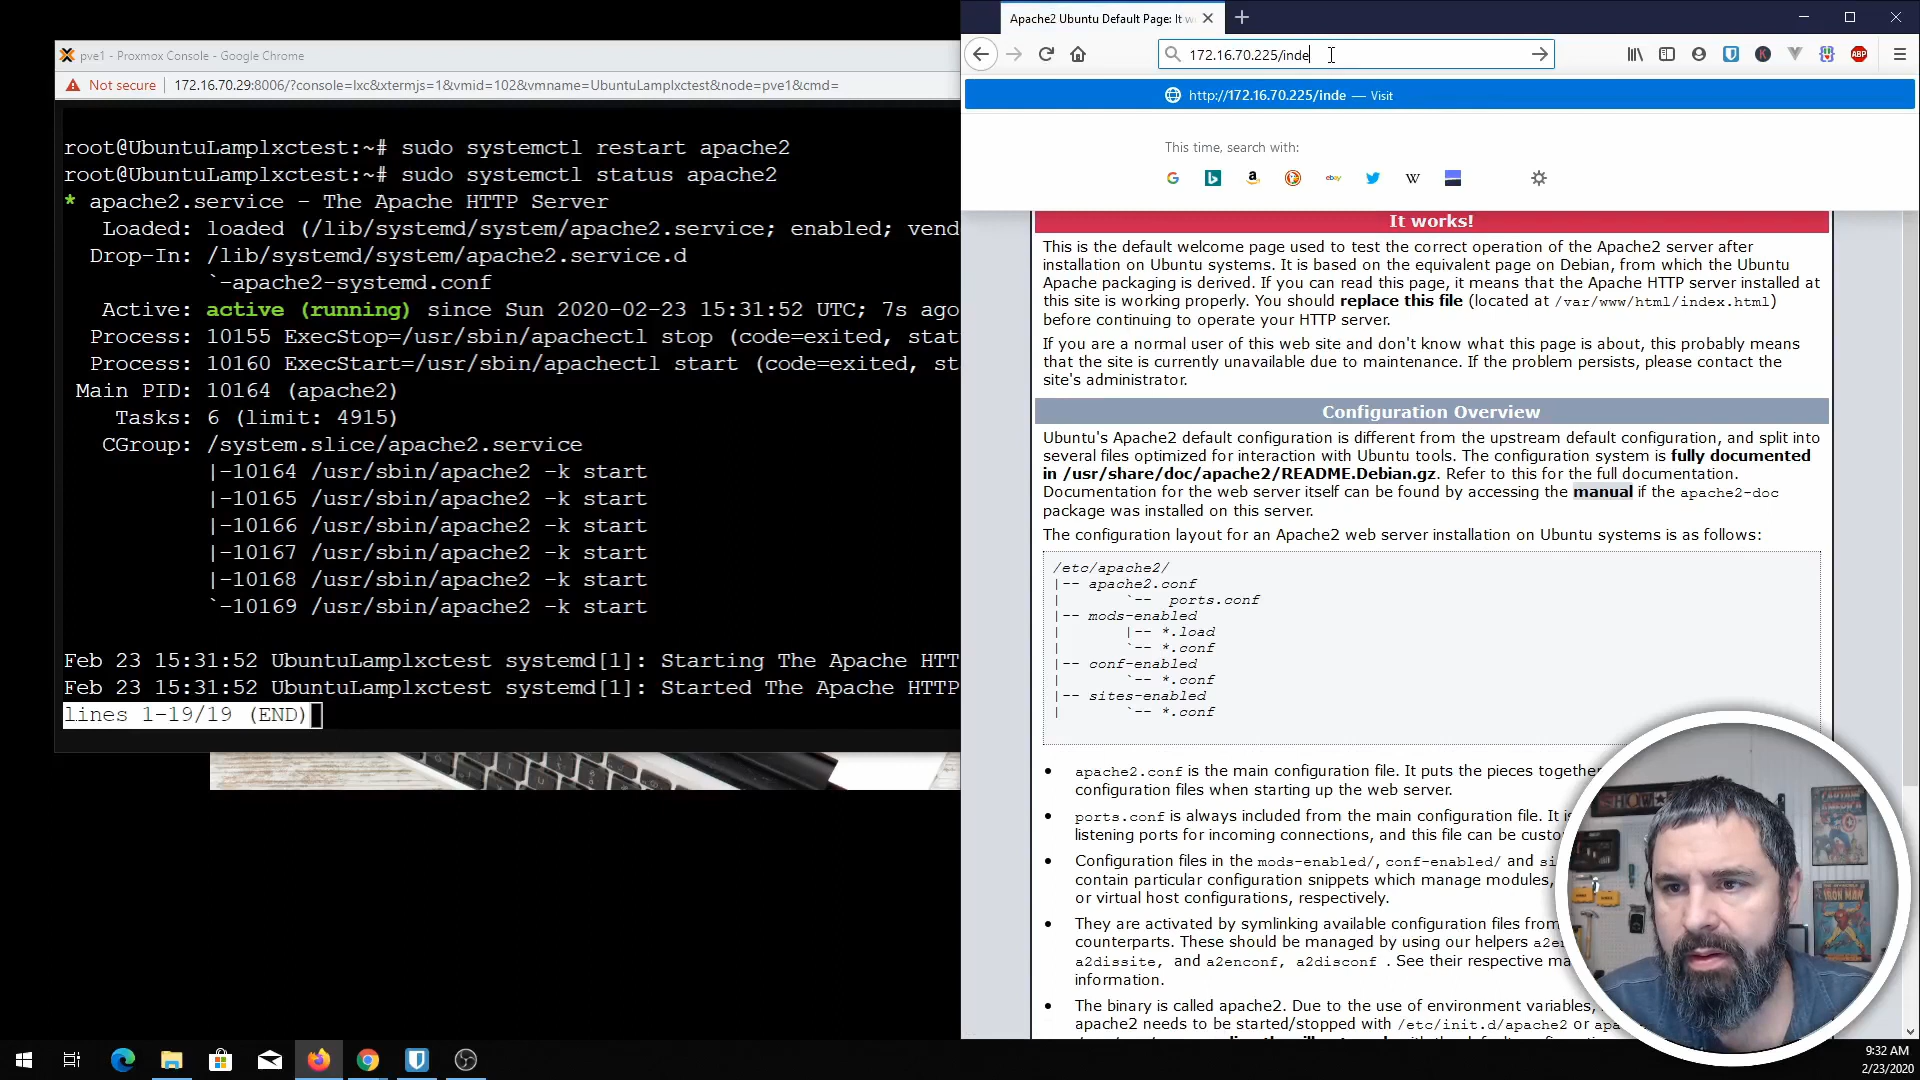 pve1 - Proxmox Console - Google Chrome
Not secure 172.16.70.29:8006/?console=lxc&xtermjs=1&vmid=102&vmname=UbuntuLamplxctest&node=pve1&cmd=
root@UbuntuLamplxctest:~# sudo systemctl restart apache2
root@UbuntuLamplxctest:~# sudo systemctl status apache2
* apache2.service - The Apache HTTP Server
Loaded: loaded (/lib/systemd/system/apache2.service; enabled; vend
Drop-In: /lib/systemd/system/apache2.service.d
`-apache2-systemd.conf
Active: active (running) since Sun 2020-02-23 15:31:52 UTC; 7s ago
Process: 10155 ExecStop=/usr/sbin/apachectl stop (code=exited, stat
Process: 10160 ExecStart=/usr/sbin/apachectl start (code=exited, st
Main PID: 10164 (apache2)
Tasks: 6 (limit: 4915)
CGroup: /system.slice/apache2.service
|-10164 /usr/sbin/apache2 -k start
|-10165 /usr/sbin/apache2 -k start
|-10166 /usr/sbin/apache2 -k start
|-10167 /usr/sbin/apache2 -k start
|-10168 /usr/sbin/apache2 -k start
`-10169 /usr/sbin/apache2 -k start
Feb 23 15:31:52 UbuntuLamplxctest systemd[1]: Starting The Apache HTT
Feb 23 15:31:52 UbuntuLamplxctest systemd[1]: Started The Apache HTTP
lines 1-19/19 (END)
Apache2 Ubuntu Default Page: It w
172.16.70.225/inde
ABP
http://172.16.70.225/inde — Visit
This time, search with:
It works!
This is the default welcome page used to test the correct operation of the Apache2 server after
installation on Ubuntu systems. It is based on the equivalent page on Debian, from which the Ubuntu
Apache packaging is derived. If you can read this page, it means that the Apache HTTP server installed at
this site is working properly. You should replace this file (located at /var/www/html/index.html)
before continuing to operate your HTTP server.
If you are a normal user of this web site and don't know what this page is about, this probably means
that the site is currently unavailable due to maintenance. If the problem persists, please contact the
site's administrator.
Configuration Overview
Ubuntu's Apache2 default configuration is different from the upstream default configuration, and split into
several files optimized for interaction with Ubuntu tools. The configuration system is fully documented
in /usr/share/doc/apache2/README.Debian.gz. Refer to this for the full documentation.
Documentation for the web server itself can be found by accessing the manual if the apache2-doc
package was installed on this server.
The configuration layout for an Apache2 web server installation on Ubuntu systems is as follows:
/etc/apache2/
|-- apache2.conf
| `-- ports.conf
|-- mods-enabled
| |-- *.load
| `-- *.conf
|-- conf-enabled
| `-- *.conf
|-- sites-enabled
| `-- *.conf
• apache2.conf is the main configuration file. It puts the pieces together
configuration files when starting up the web server.
• ports.conf is always included from the main configuration file. It is
listening ports for incoming connections, and this file can be custo
• Configuration files in the mods-enabled/, conf-enabled/ and si
contain particular configuration snippets which manage modules,
or virtual host configurations, respectively.
• They are activated by symlinking available configuration files from
counterparts. These should be managed by using our helpers a2en
a2dissite, and a2enconf, a2disconf . See their respective ma
information.
• The binary is called apache2. Due to the use of environment variables,
apache2 needs to be started/stopped with /etc/init.d/apache2 or apa
CAPTAIN AMERICA
IRON MAN
9:32 AM
2/23/2020